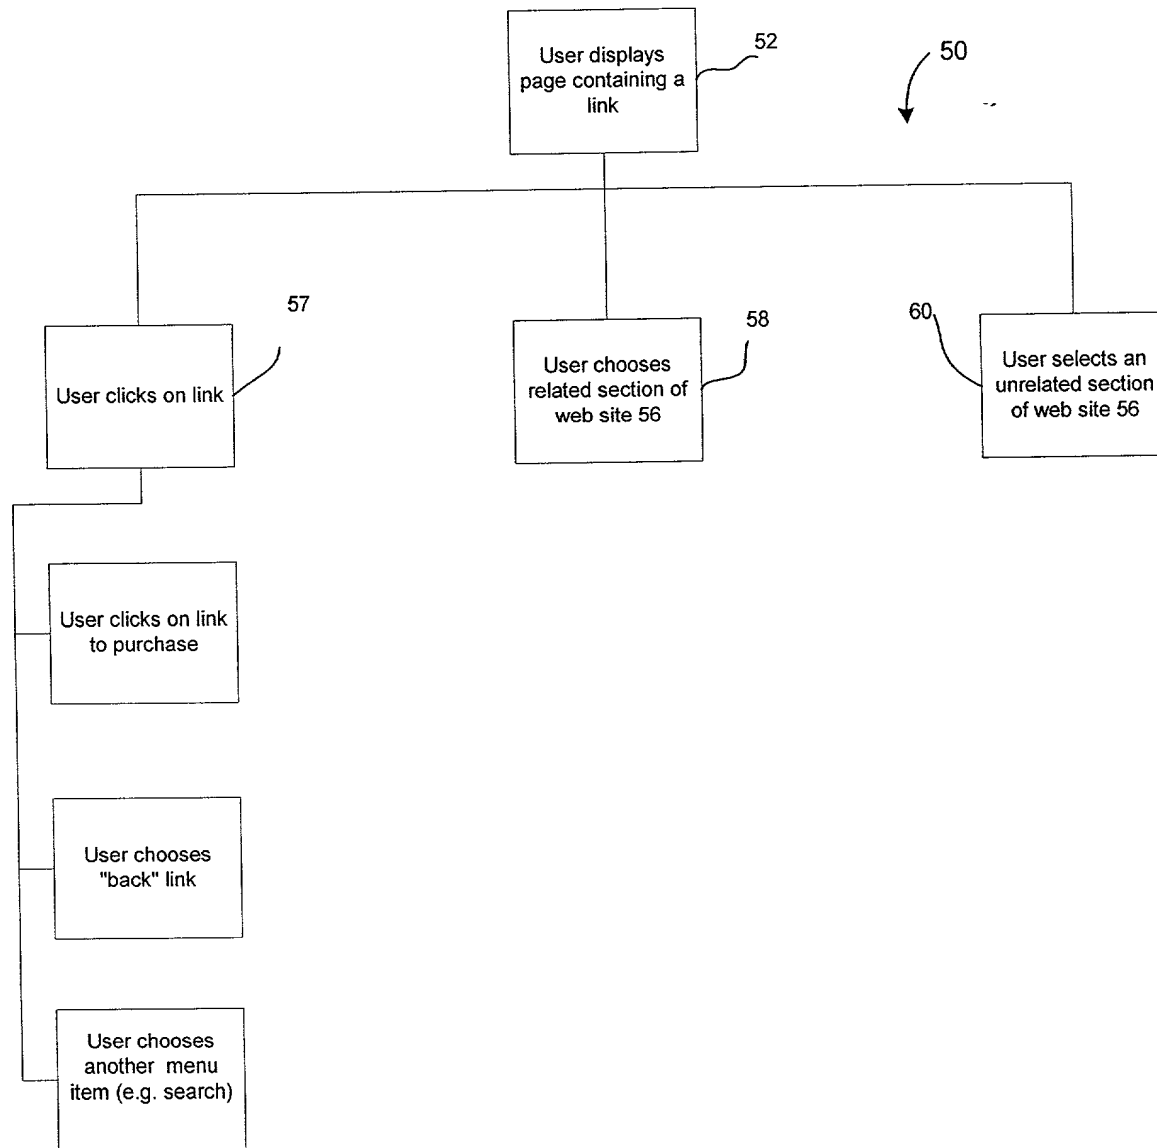 User displays
page containing a
link
52
50
57
58
60
User clicks on link
User chooses
related section of
web site 56
User selects an
unrelated section
of web site 56
User clicks on link
to purchase
User chooses
"back" link
User chooses
another menu
item (e.g. search)